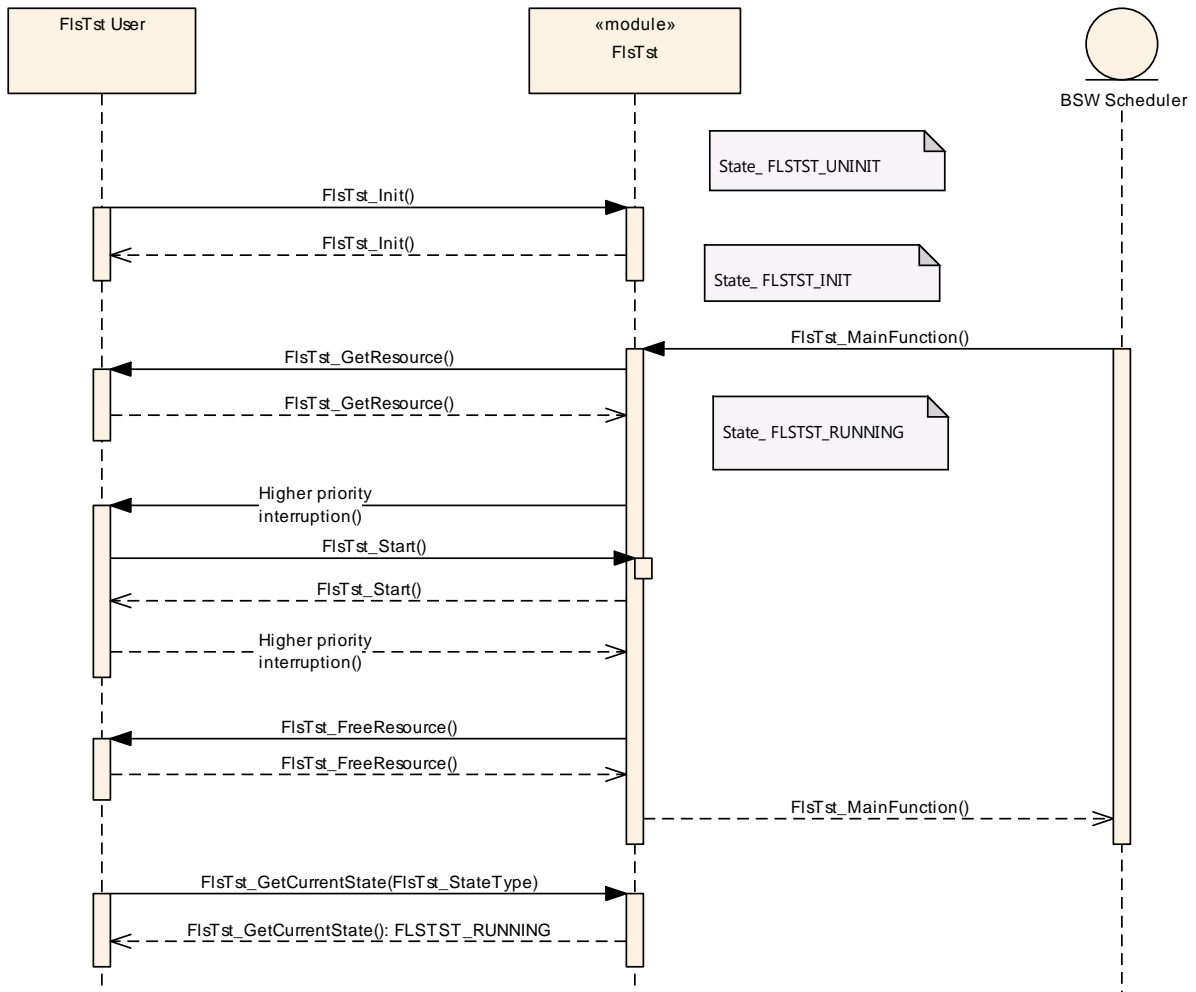 FlsTst User
«module»
FlsTst
BSW Scheduler
State_ FLSTST_UNINIT
FlsTst_Init()
FlsTst_Init()
State_ FLSTST_INIT
FlsTst_MainFunction()
FlsTst_GetResource()
FlsTst_GetResource()
State_ FLSTST_RUNNING
Higher priority
interruption()
FlsTst_Start()
FlsTst_Start()
Higher priority
interruption()
FlsTst_FreeResource()
FlsTst_FreeResource()
FlsTst_MainFunction()
FlsTst_GetCurrentState(FlsTst_StateType)
FlsTst_GetCurrentState(): FLSTST_RUNNING